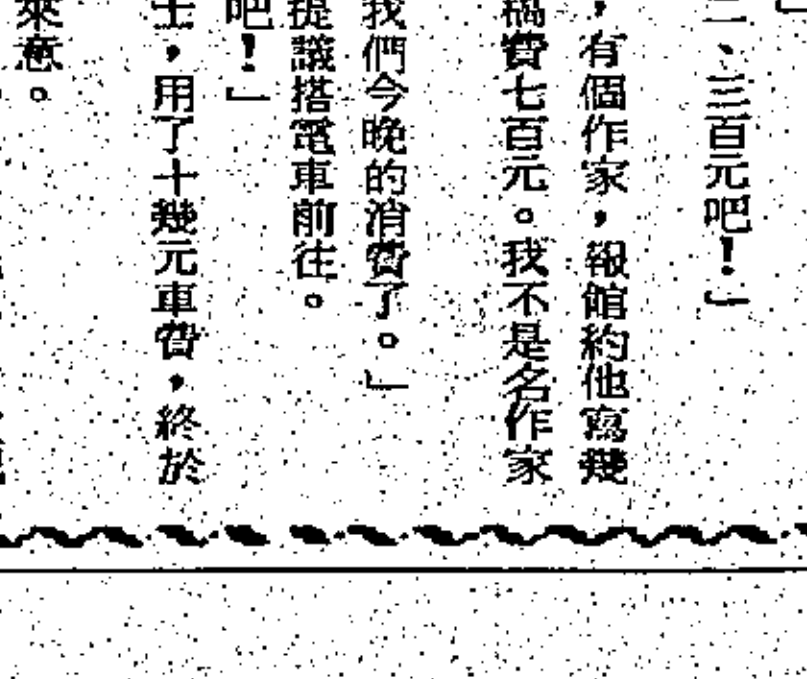 」
二、三百元吧！」
，有個作家，報館約他寫幾
稿費七百元。我不是名作家
我們今晚的消費了。」
提議搭電車前往。
吧！」
士，用了十幾元車費，終於
來意。